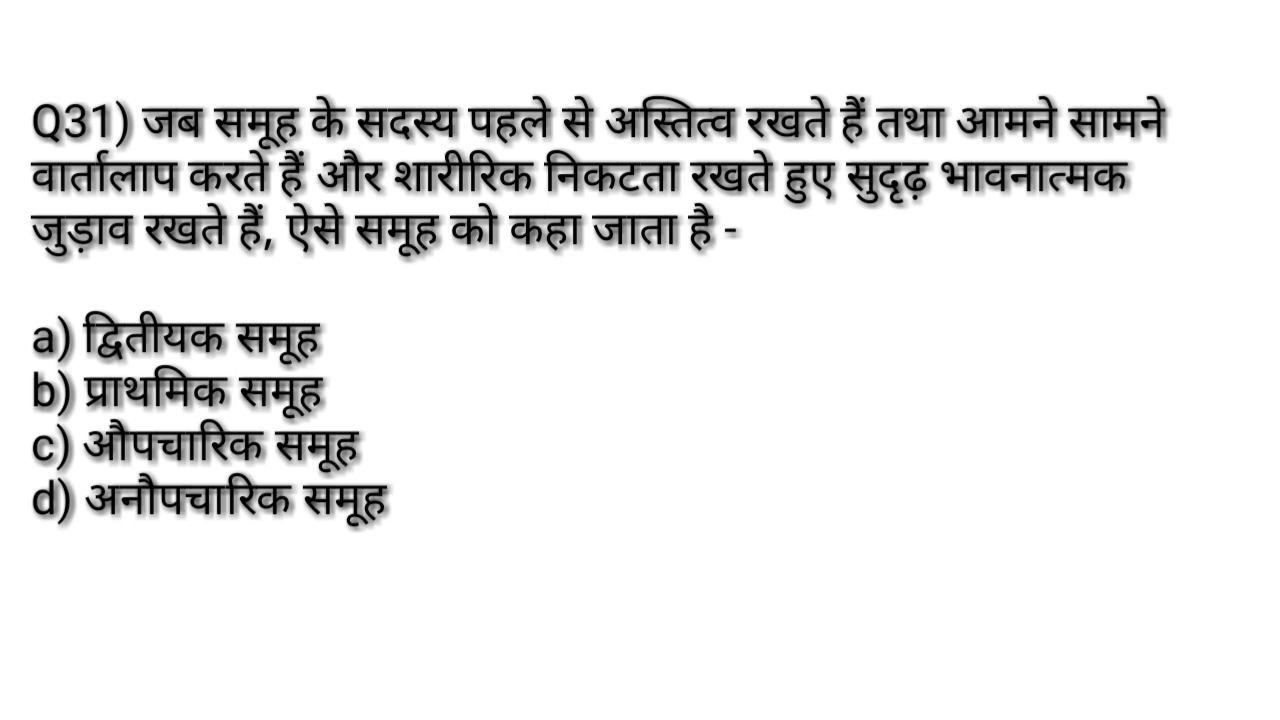 Q31) जब समूह के सदस्य पहले से अस्तित्व रखते हैं तथा आमने सामने
वार्तालाप करते हैं और शारीरिक निकटता रखते हुए सुदृढ़ भावनात्मक
जुड़ाव रखते हैं, ऐसे समूह को कहा जाता है -
a) द्वितीयक समूह
b) प्राथमिक समूह
c) औपचारिक समूह
d) अनौपचारिक समूह